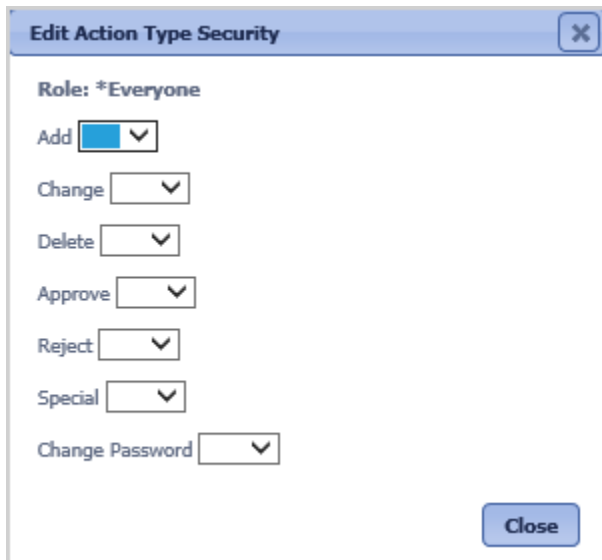 Edit Action Type Security
Role: *Everyone
Add
Change
Delete
Approve
Reject
Special
Change Password
Close